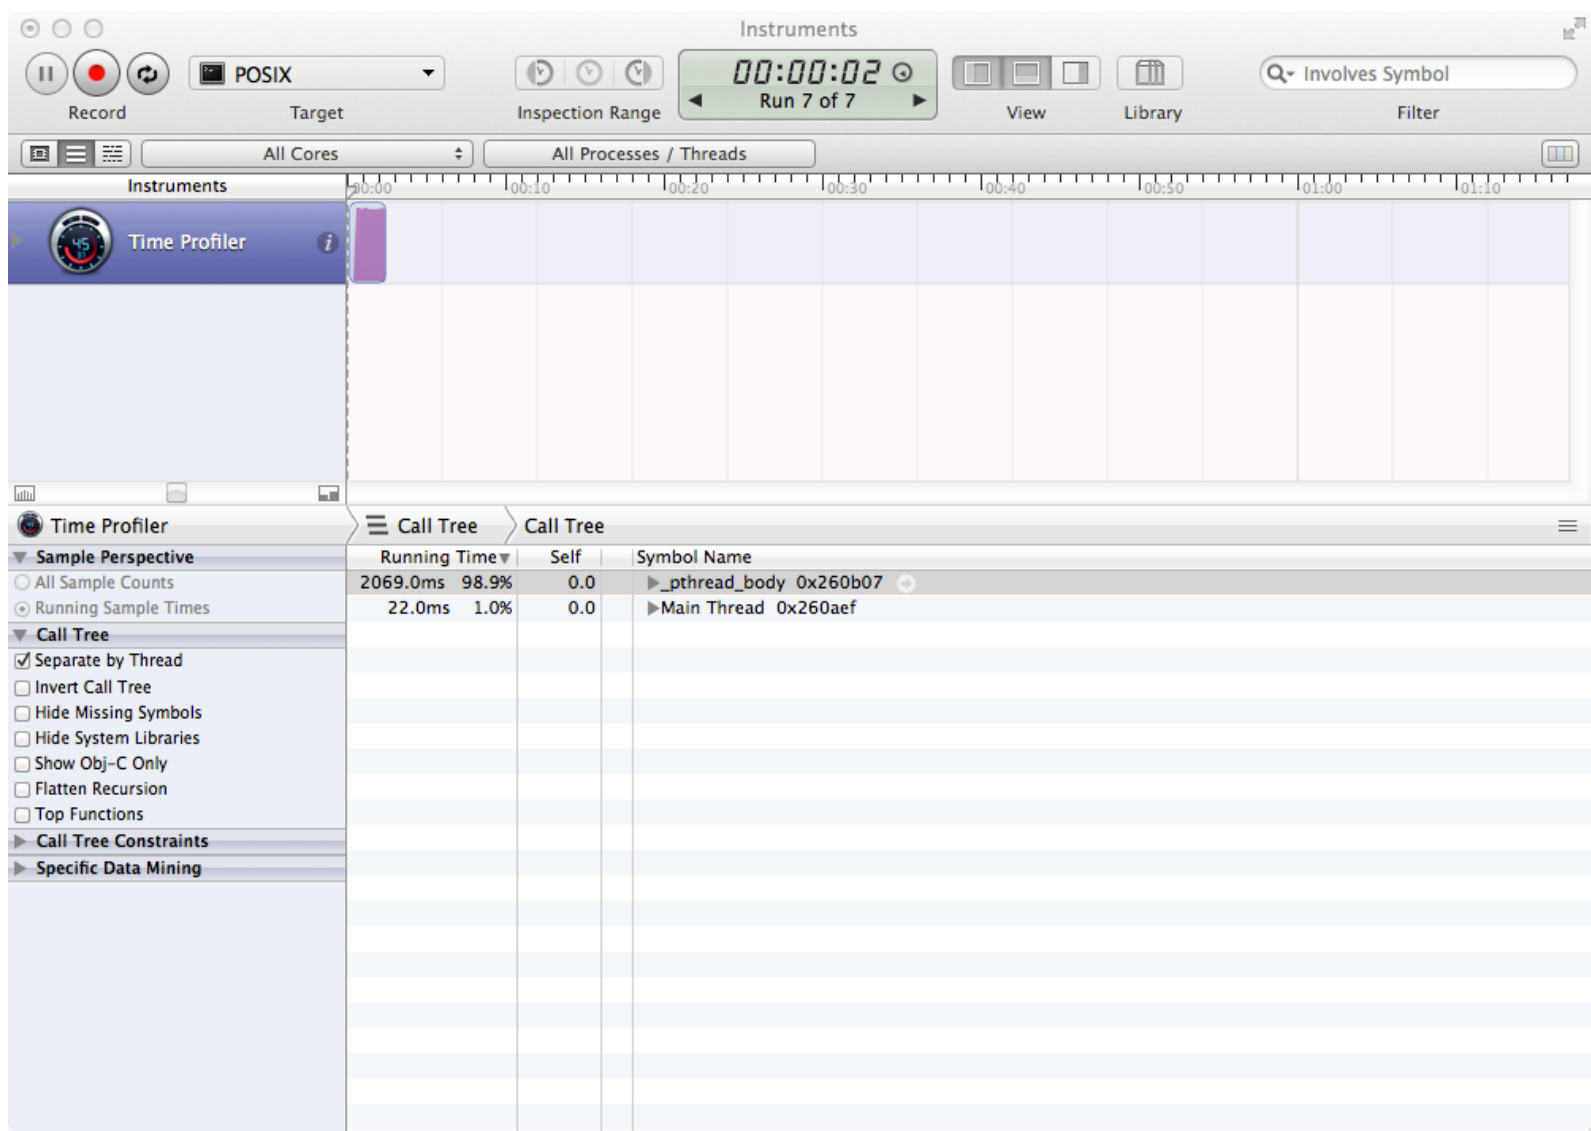 Instruments
POSIX
00:00:02
Run 7 of 7
Involves Symbol
Record
Target
Inspection Range
View
Library
Filter
All Cores
All Processes / Threads
Instruments
00:00 00:10 00:20 00:30 00:40 00:50 01:00 01:10
Time Profiler
Time Profiler
Call Tree
Call Tree
Sample Perspective
All Sample Counts
Running Sample Times
Call Tree
Separate by Thread
Invert Call Tree
Hide Missing Symbols
Hide System Libraries
Show Obj-C Only
Flatten Recursion
Top Functions
Call Tree Constraints
Specific Data Mining
Running Time Self Symbol Name
2069.0ms 98.9% 0.0 _pthread_body 0x260b07
22.0ms 1.0% 0.0 Main Thread 0x260aef